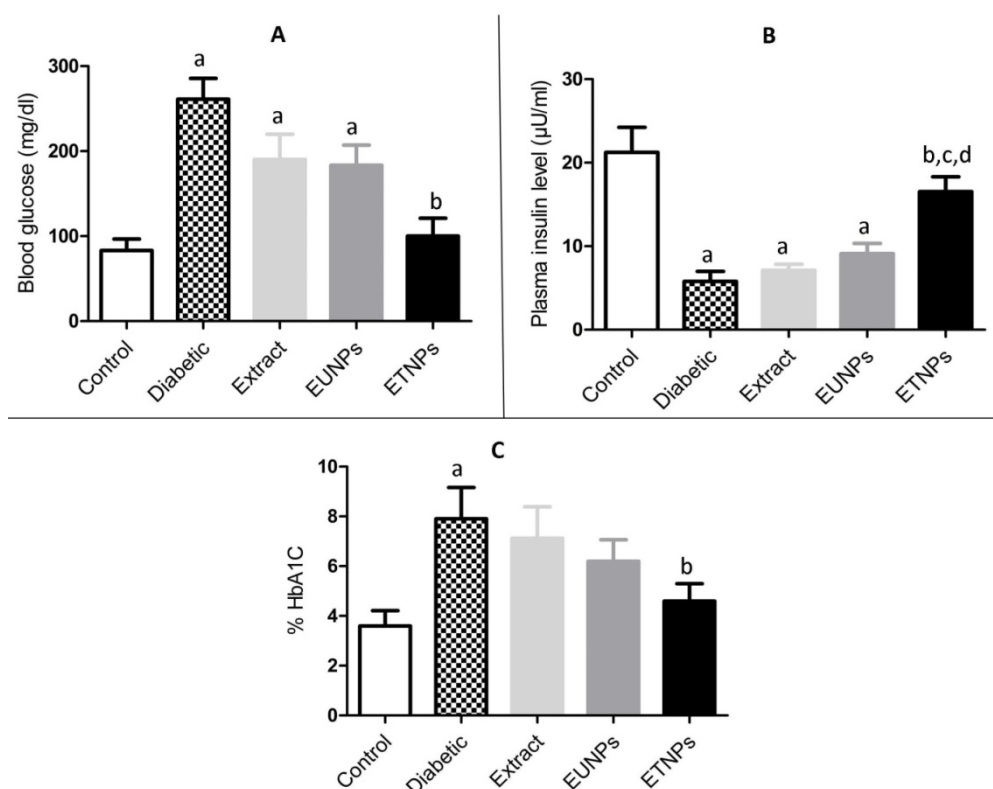 A
Blood glucose (mg/dl)
300
200
100
0
a
a
a
b
Control
Diabetic
Extract
EUNPs
ETNPs
B
Plasma insulin level (µU/ml)
30
20
10
0
a
a
a
b,c,d
Control
Diabetic
Extract
EUNPs
ETNPs
C
% HbA1C
10
8
6
4
2
0
a
b
Control
Diabetic
Extract
EUNPs
ETNPs